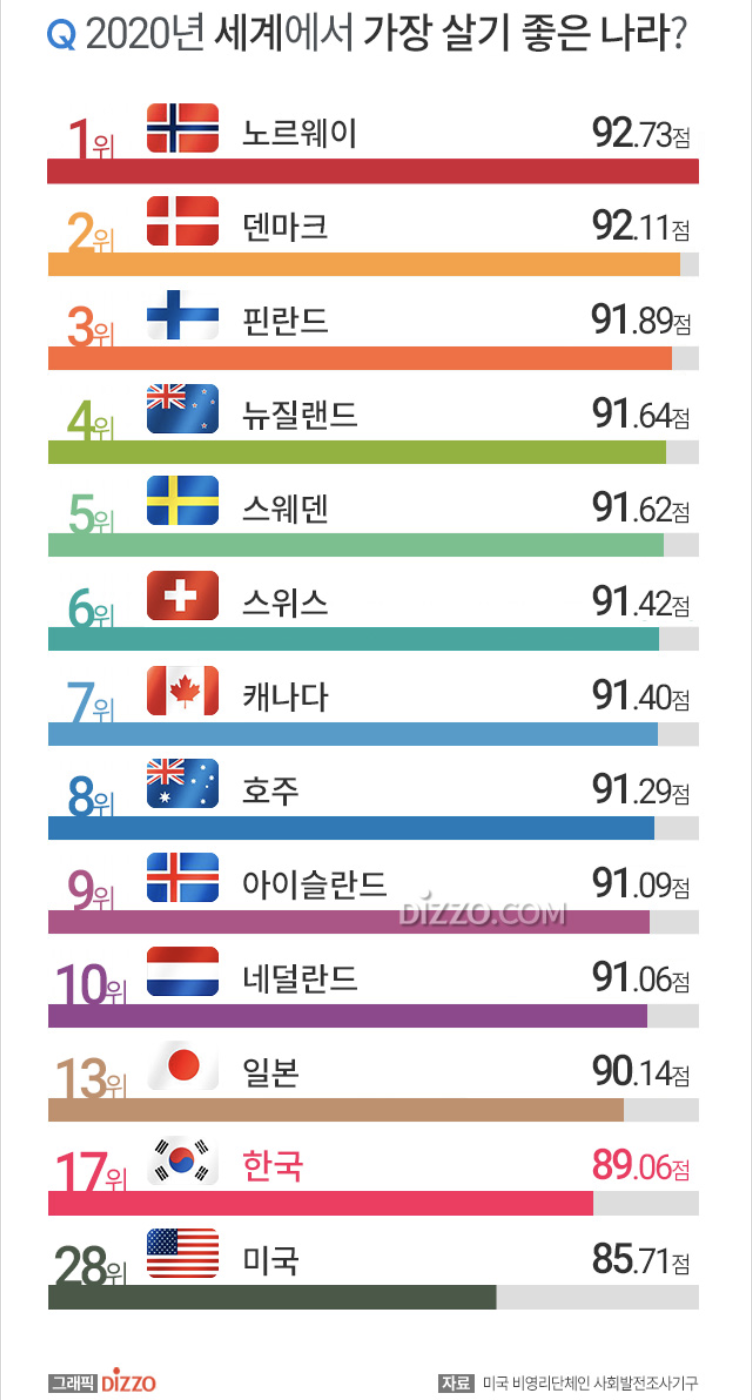 Q 2020년 세계에서 가장 살기 좋은 나라?
1위 노르웨이 92.73점
2위 덴마크 92.11점
3위 핀란드 91.89점
4위 뉴질랜드 91.64점
5위 스웨덴 91.62점
6위 스위스 91.42점
7위 캐나다 91.40점
8위 호주 91.29점
9위 아이슬란드 91.09점
DIZZO.COM
10위 네덜란드 91.06점
13위 일본 90.14점
17위 한국 89.06점
28위 미국 85.71점
그래픽 DIZZO 자료 미국 비영리단체인 사회발전조사기구